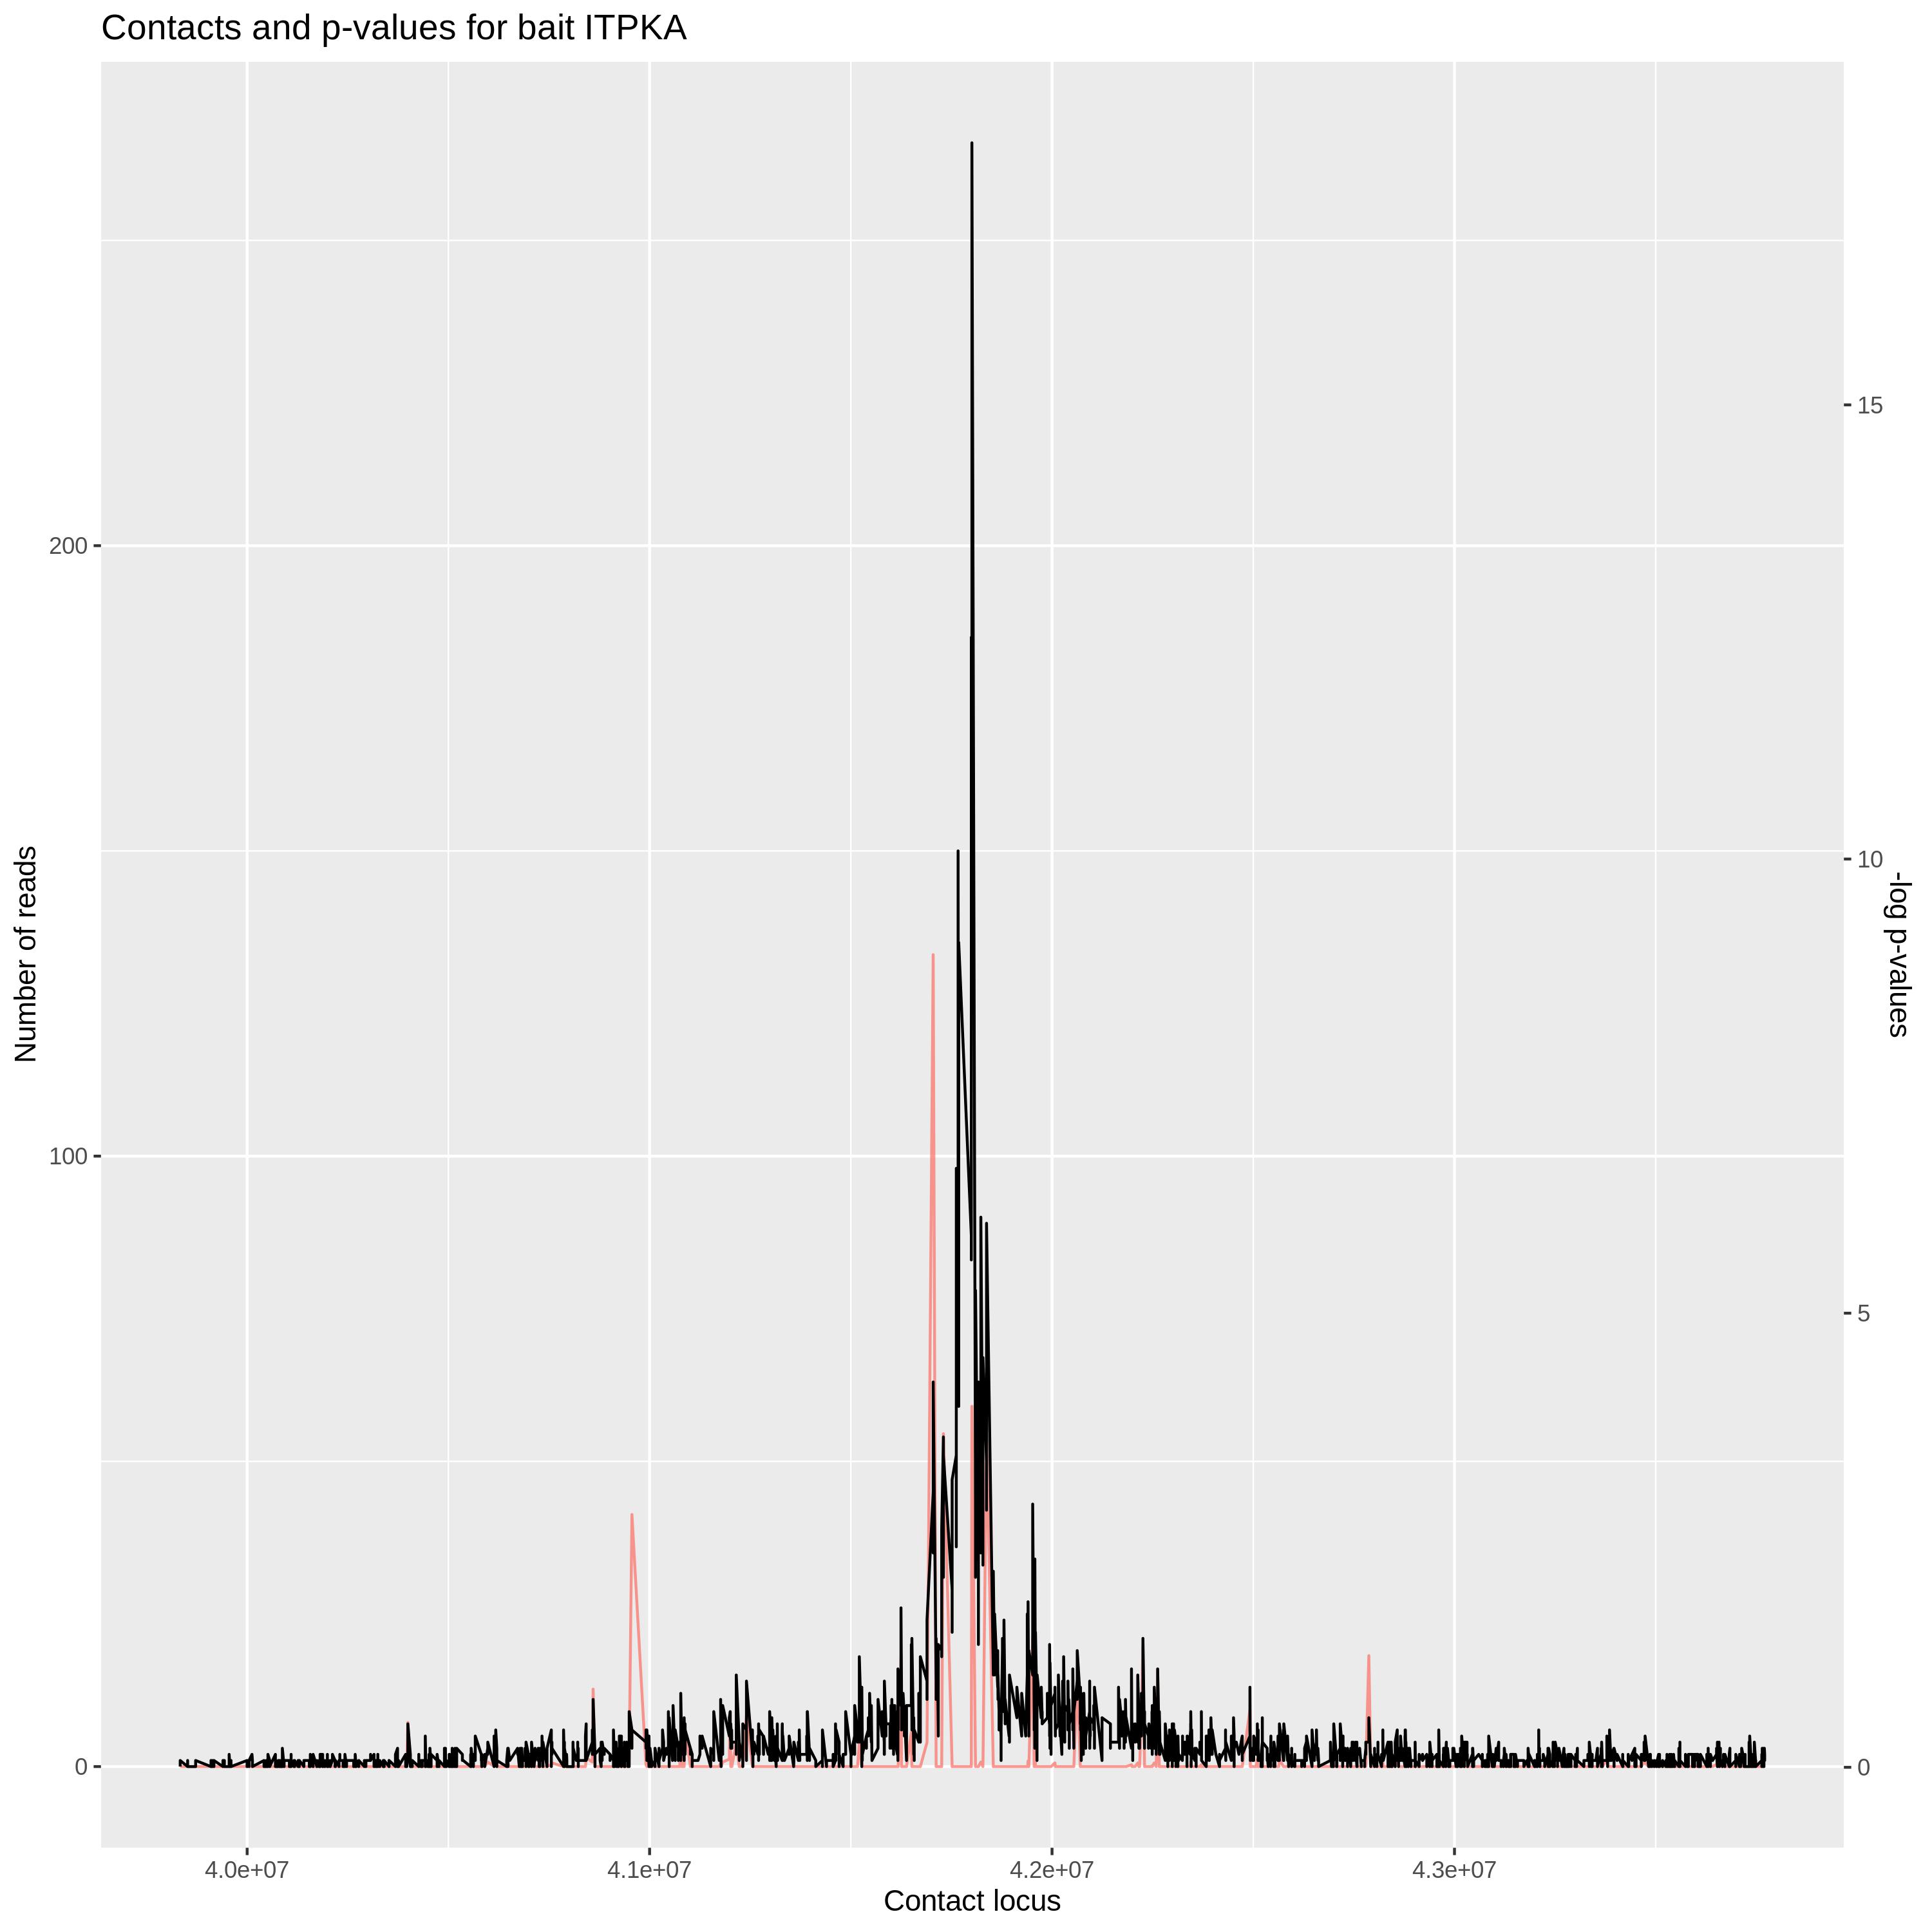 Contacts and p-values for bait ITPKA
Number of reads
200
100
0
15
10
5
0
-log p-values
4.0e+07
4.1e+07
4.2e+07
4.3e+07
Contact locus